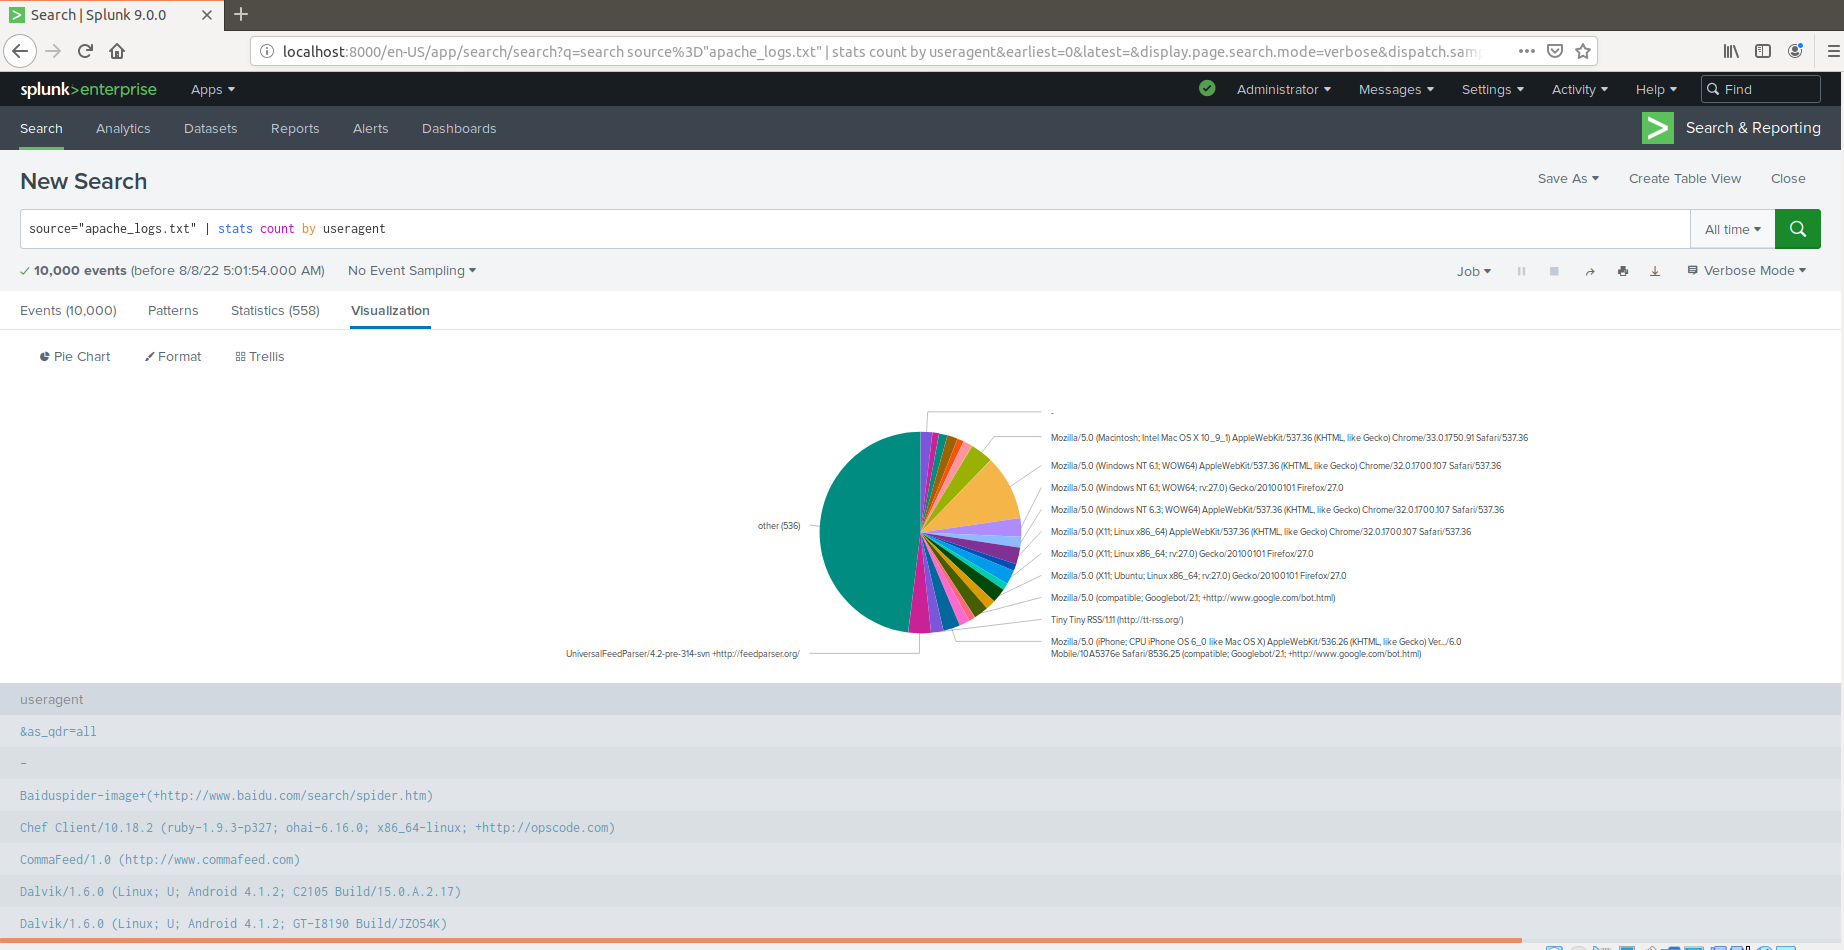 Search | Splunk 9.0.0
localhost:8000/en-US/app/search/search?q=search source%3D"apache_logs.txt" | stats count by useragent&earliest=0&latest=&display.page.search.mode=verbose&dispatch.sam
splunk>enterprise Apps Administrator Messages Settings Activity Help Find
Search Analytics Datasets Reports Alerts Dashboards Search & Reporting
New Search Save As Create Table View Close
source="apache_logs.txt" | stats count by useragent All time
10,000 events (before 8/8/22 5:01:54.000 AM) No Event Sampling Job Verbose Mode
Events (10,000) Patterns Statistics (558) Visualization
Pie Chart Format Trellis
-
Mozilla/5.0 (Macintosh; Intel Mac OS X 10_9_1) AppleWebKit/537.36 (KHTML, like Gecko) Chrome/33.0.1750.91 Safari/537.36
Mozilla/5.0 (Windows NT 6.1; WOW64) AppleWebKit/537.36 (KHTML, like Gecko) Chrome/32.0.1700.107 Safari/537.36
Mozilla/5.0 (Windows NT 6.1; WOW64; rv:27.0) Gecko/20100101 Firefox/27.0
Mozilla/5.0 (Windows NT 6.3; WOW64) AppleWebKit/537.36 (KHTML, like Gecko) Chrome/32.0.1700.107 Safari/537.36
other (536)
Mozilla/5.0 (X11; Linux x86_64) AppleWebKit/537.36 (KHTML, like Gecko) Chrome/32.0.1700.107 Safari/537.36
Mozilla/5.0 (X11; Linux x86_64; rv:27.0) Gecko/20100101 Firefox/27.0
Mozilla/5.0 (X11; Ubuntu; Linux x86_64; rv:27.0) Gecko/20100101 Firefox/27.0
Mozilla/5.0 (compatible; Googlebot/2.1; +http://www.google.com/bot.html)
Tiny Tiny RSS/1.11 (http://tt-rss.org/)
Mozilla/5.0 (iPhone; CPU iPhone OS 6_0 like Mac OS X) AppleWebKit/536.26 (KHTML, like Gecko) Ver.../6.0
Mobile/10A5376e Safari/8536.25 (compatible; Googlebot/2.1; +http://www.google.com/bot.html)
UniversalFeedParser/4.2-pre-314-svn +http://feedparser.org/
useragent
&as_qdr=all
-
Baiduspider-image+(+http://www.baidu.com/search/spider.htm)
Chef Client/10.18.2 (ruby-1.9.3-p327; ohai-6.16.0; x86_64-linux; +http://opscode.com)
CommaFeed/1.0 (http://www.commafeed.com)
Dalvik/1.6.0 (Linux; U; Android 4.1.2; C2105 Build/15.0.A.2.17)
Dalvik/1.6.0 (Linux; U; Android 4.1.2; GT-I8190 Build/JZO54K)